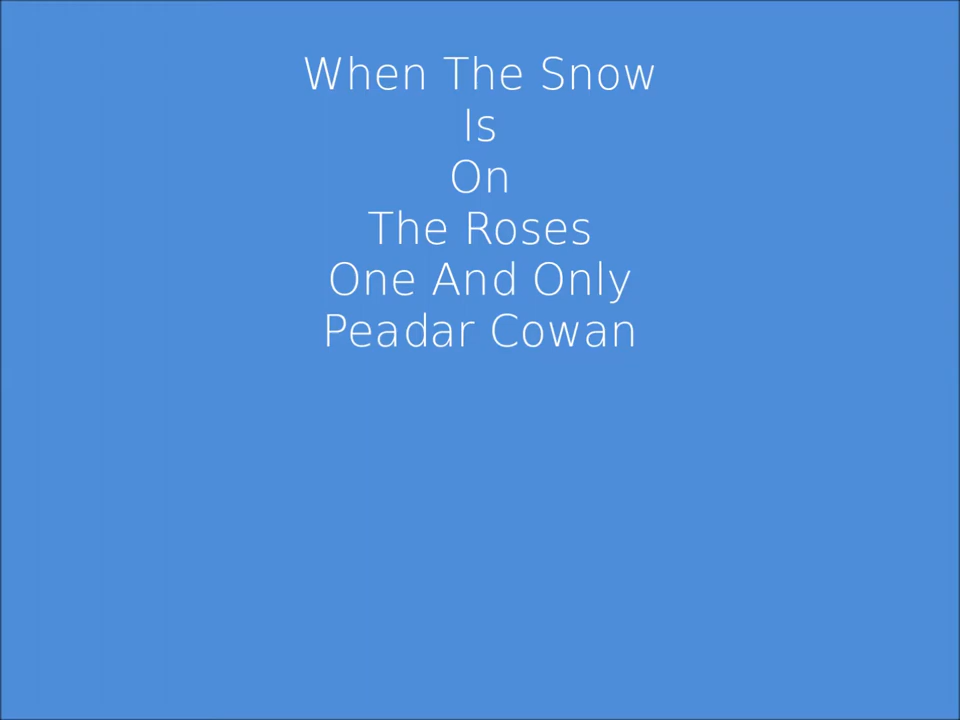 When The Snow
Is
On
The Roses
One And Only
Peadar Cowan